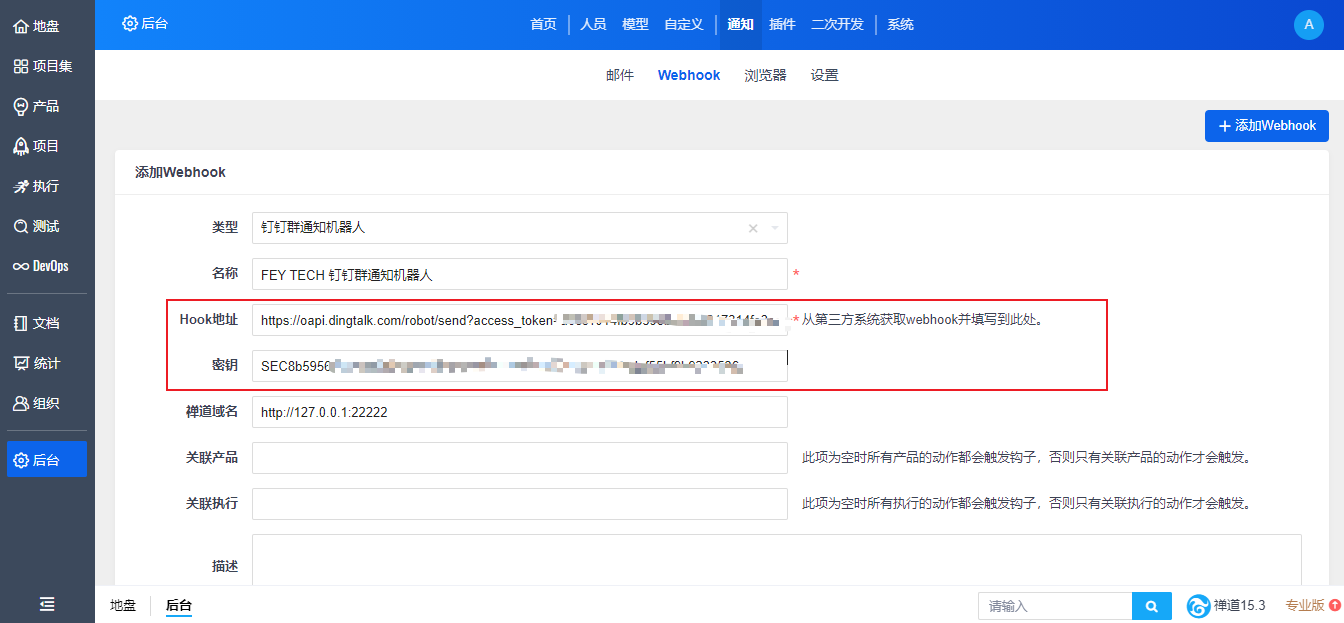 地盘
项目集
产品
项目
执行
测试
DevOps
文档
统计
组织
后台
后台
首页 人员 模型 自定义 通知 插件 二次开发 系统
A
邮件 Webhook 浏览器 设置
添加Webhook
添加Webhook
类型 钉钉群通知机器人
名称 FEY TECH 钉钉群通知机器人 *
Hook地址 https://oapi.dingtalk.com/robot/send?access_token * 从第三方系统获取webhook并填写到此处。
密钥 SEC8b595
禅道域名 http://127.0.0.1:22222
关联产品 此项为空时所有产品的动作都会触发钩子，否则只有关联产品的动作才会触发。
关联执行 此项为空时所有执行的动作都会触发钩子，否则只有关联执行的动作才会触发。
描述
地盘 后台
请输入
禅道15.3 专业版